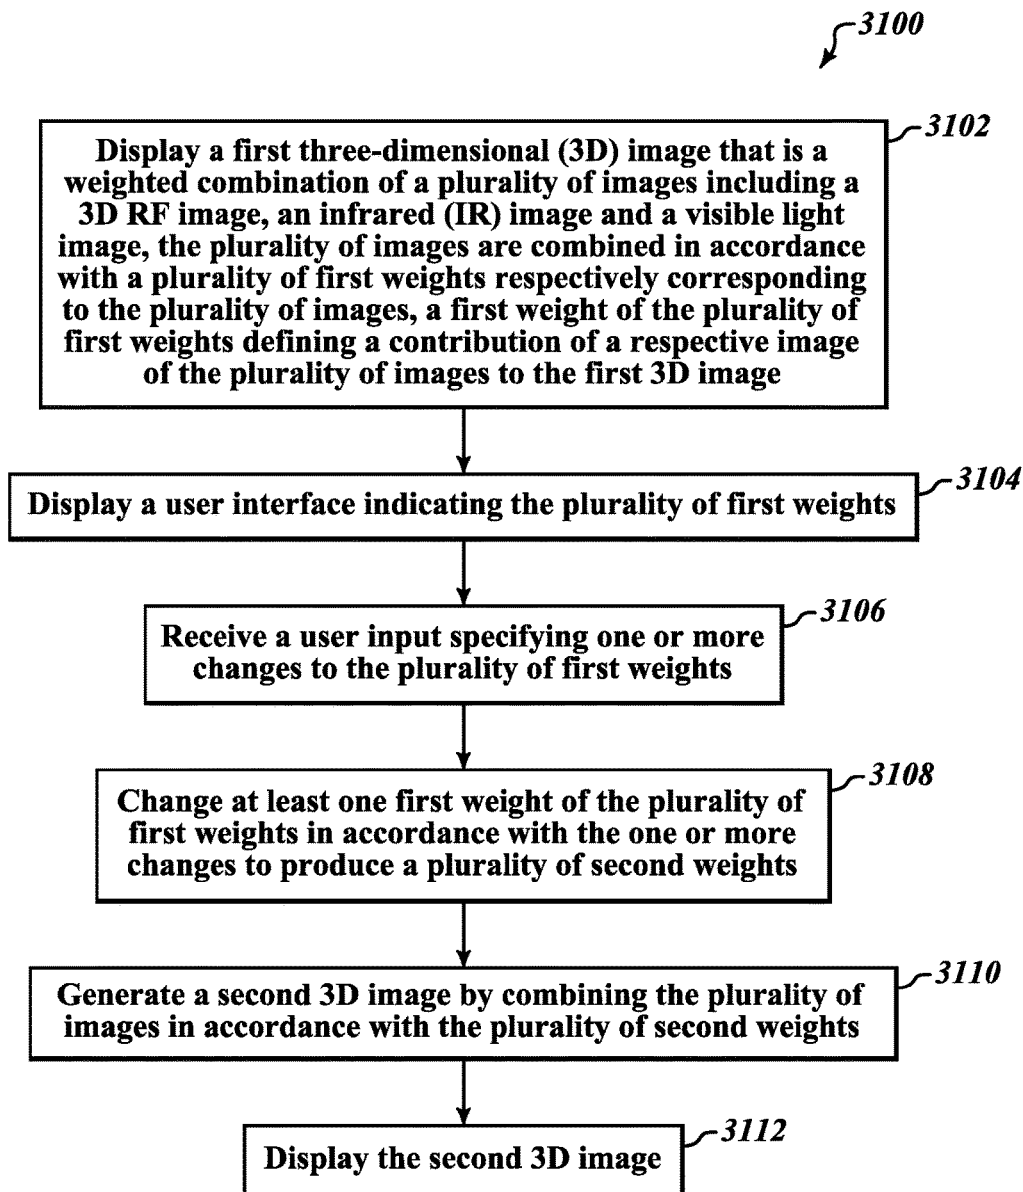 3100
3102
Display a first three-dimensional (3D) image that is a
weighted combination of a plurality of images including a
3D RF image, an infrared (IR) image and a visible light
image, the plurality of images are combined in accordance
with a plurality of first weights respectively corresponding
to the plurality of images, a first weight of the plurality of
first weights defining a contribution of a respective image
of the plurality of images to the first 3D image
3104
Display a user interface indicating the plurality of first weights
3106
Receive a user input specifying one or more
changes to the plurality of first weights
3108
Change at least one first weight of the plurality of
first weights in accordance with the one or more
changes to produce a plurality of second weights
3110
Generate a second 3D image by combining the plurality of
images in accordance with the plurality of second weights
3112
Display the second 3D image